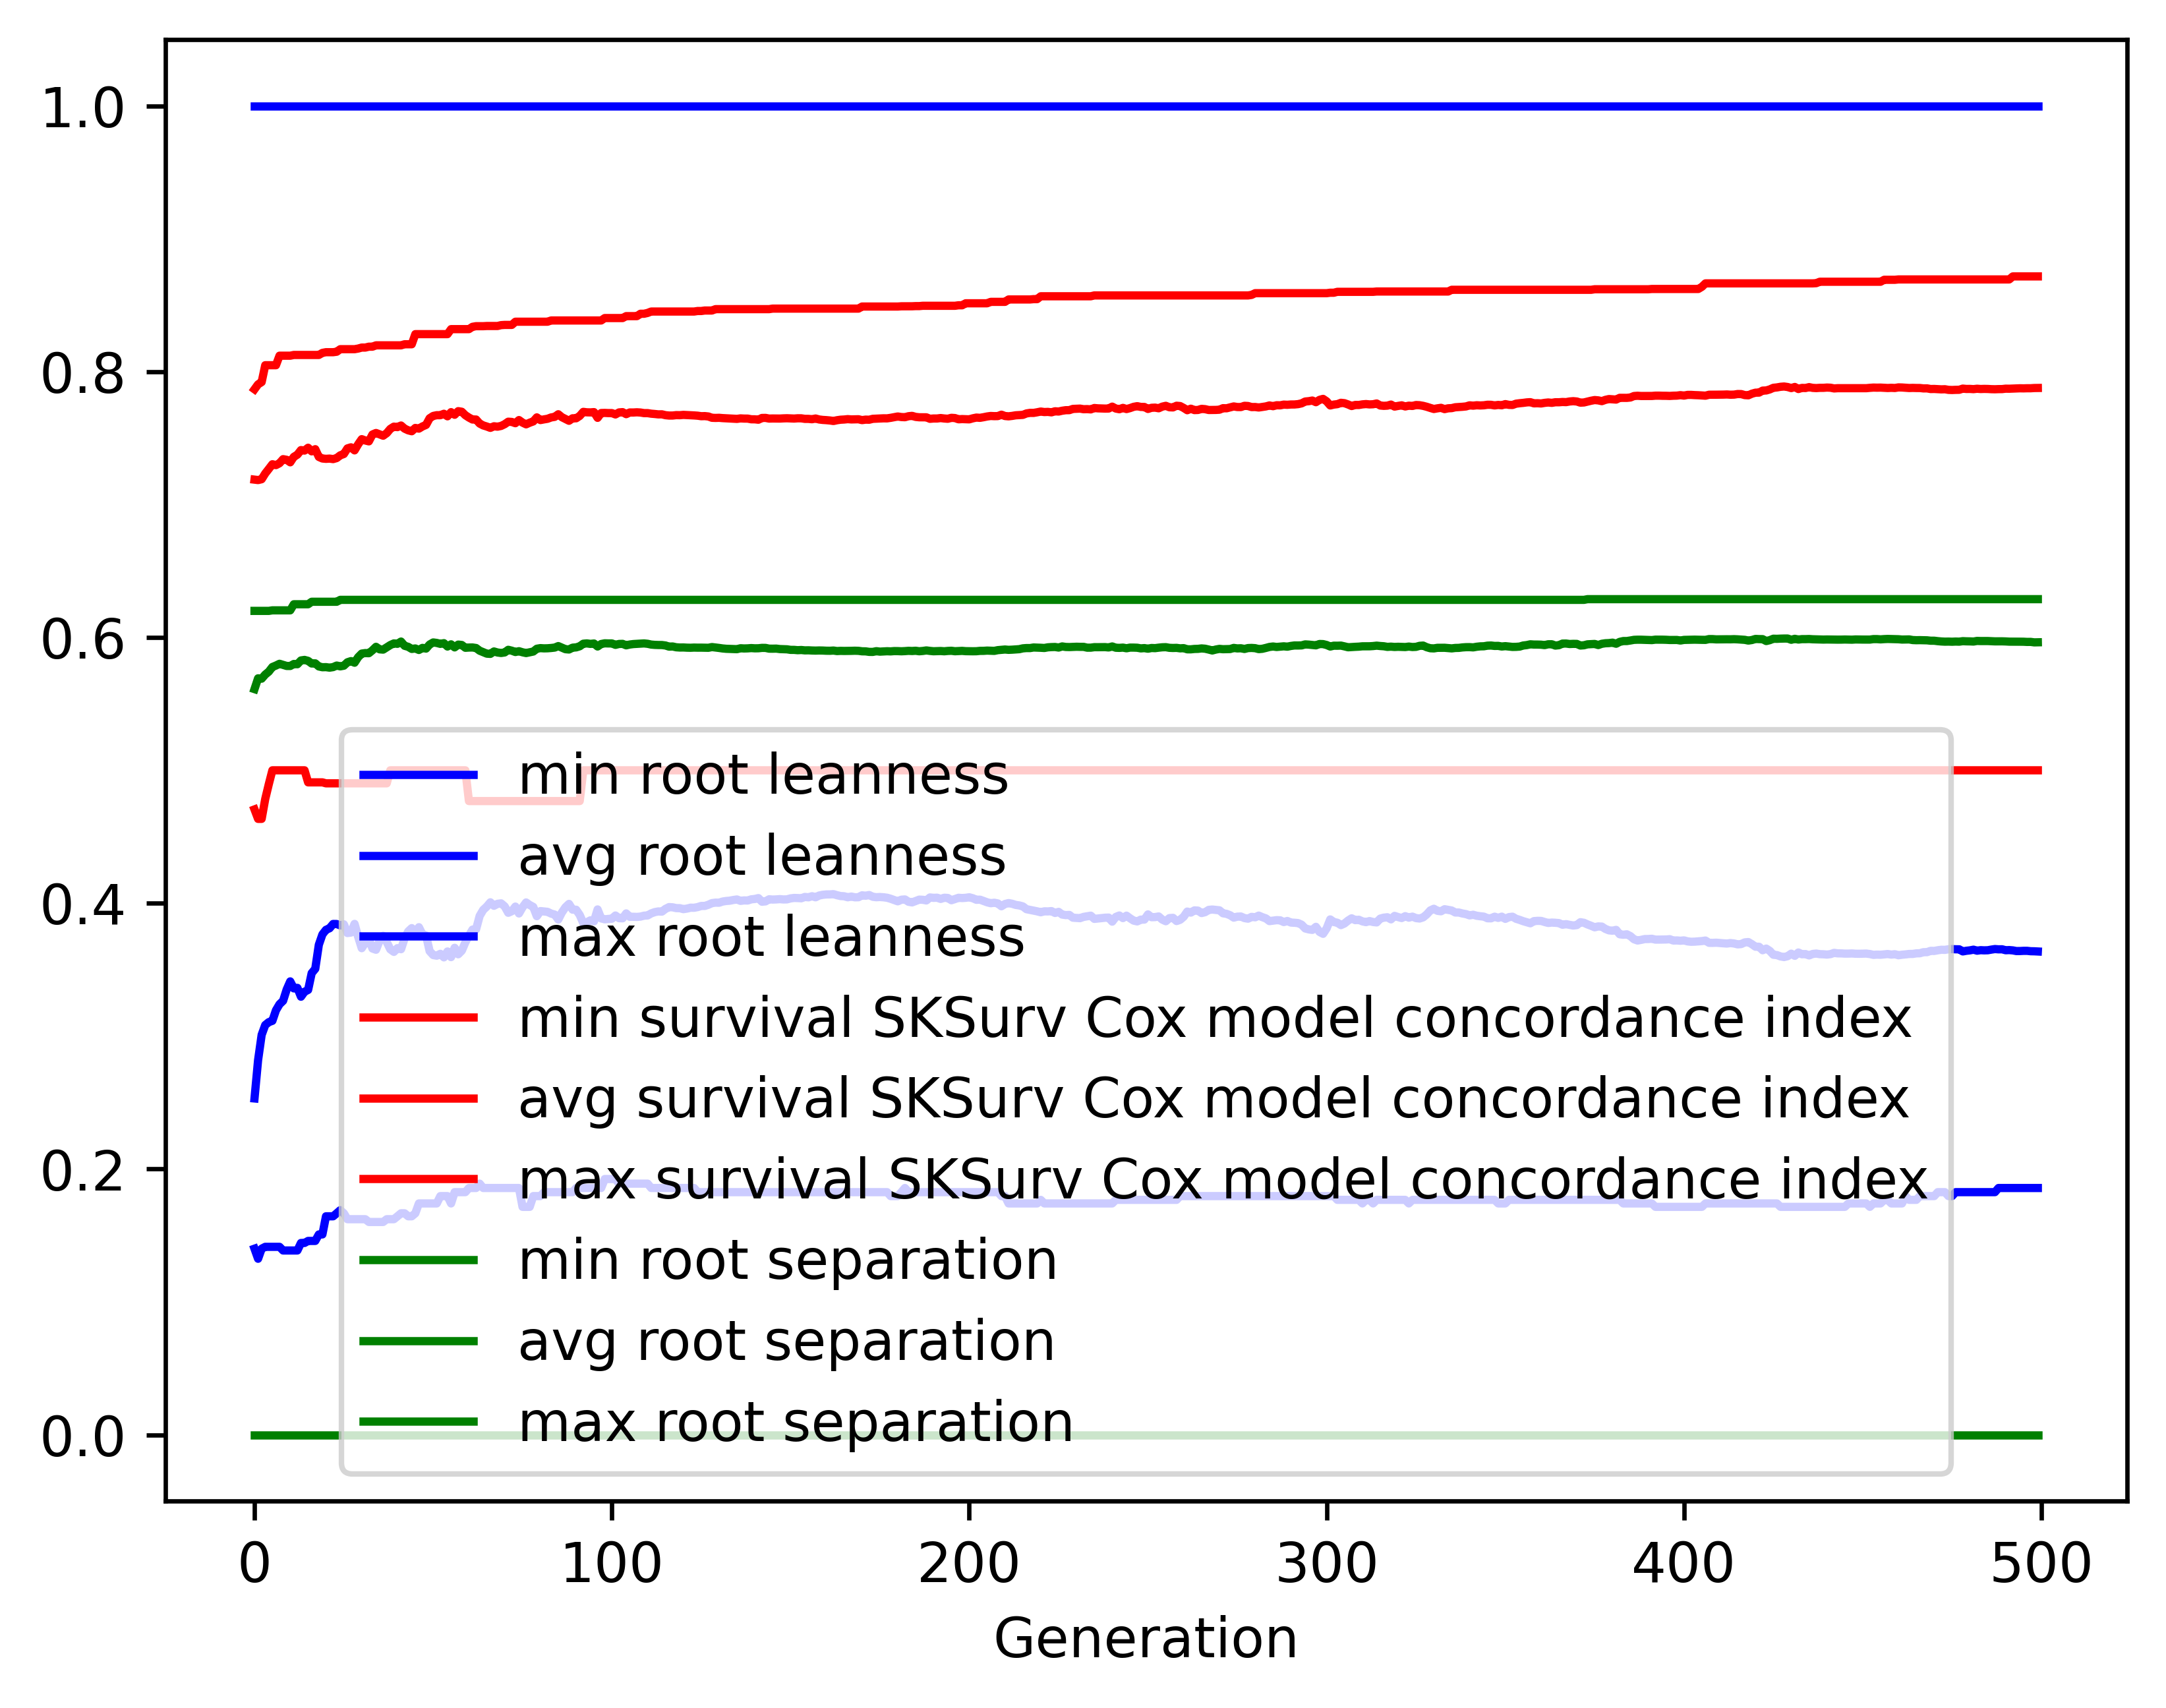 1.0
0.8
0.6
0.4
0.2
0.0
min root leanness
avg root leanness
max root leanness
min survival SKSurv Cox model concordance index
avg survival SKSurv Cox model concordance index
max survival SKSurv Cox model concordance index
min root separation
avg root separation
max root separation
0 100 200 300 400 500
Generation